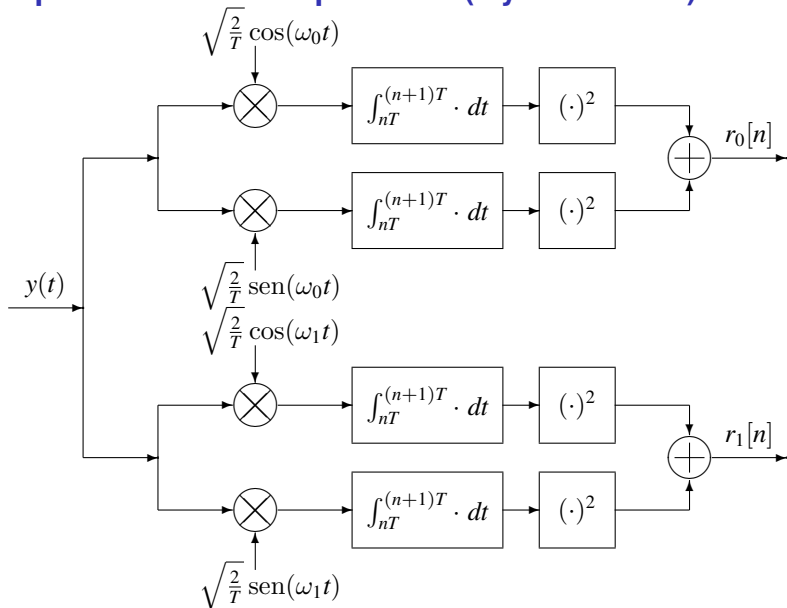 √(2/T) cos(ω₀t)
∫_{nT}^{(n+1)T} · dt
(·)²
r₀[n]
∫_{nT}^{(n+1)T} · dt
(·)²
√(2/T) sen(ω₀t)
y(t)
√(2/T) cos(ω₁t)
∫_{nT}^{(n+1)T} · dt
(·)²
r₁[n]
∫_{nT}^{(n+1)T} · dt
(·)²
√(2/T) sen(ω₁t)